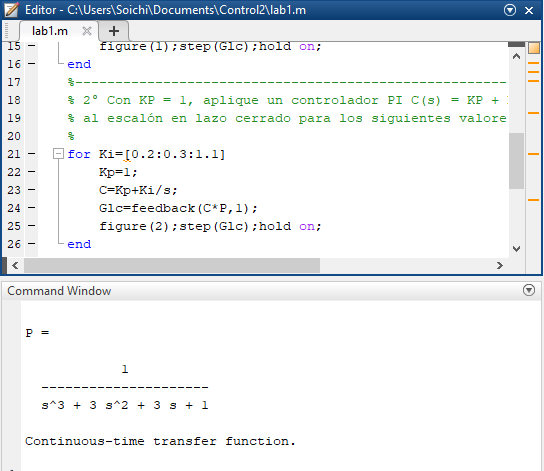 Editor - C:\Users\Soichi\Documents\Control2\lab1.m
lab1.m
15 - figure(1);step(Glc);hold on;
16 - end
17 %------------------------------------------------
18 % 2° Con KP = 1, aplique un controlador PI C(s) = KP +
19 % al escalón en lazo cerrado para los siguientes valore
20 %
21 - for Ki=[0.2:0.3:1.1]
22 - Kp=1;
23 - C=Kp+Ki/s;
24 - Glc=feedback(C*P,1);
25 - figure(2);step(Glc);hold on;
26 - end
Command Window
P =
1
---------------------
s^3 + 3 s^2 + 3 s + 1
Continuous-time transfer function.